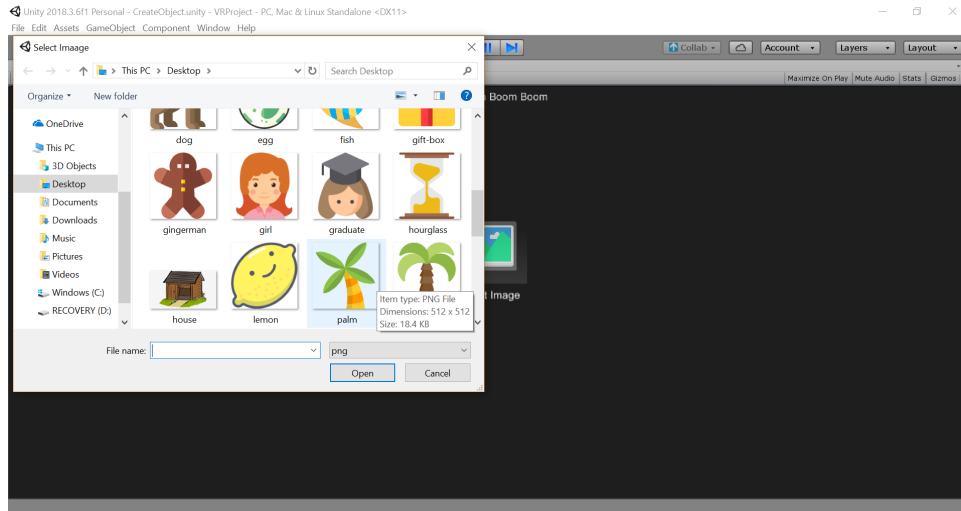 Unity 2018.3.6f1 Personal - CreateObject.unity - VRProject - PC, Mac & Linux Standalone <DX11>
File Edit Assets GameObject Component Window Help
Select Imaage
Collab Account Layers Layout
This PC > Desktop >
Search Desktop
Maximize On Play Mute Audio Stats Gizmos
Organize New folder
Boom Boom
OneDrive
This PC
3D Objects
Desktop
Documents
Downloads
Music
Pictures
Videos
Windows (C:)
RECOVERY (D:)
dog egg fish gift-box
gingerman girl graduate hourglass
house lemon palm
Item type: PNG File
Dimensions: 512 x 512
Size: 18.4 KB
t Image
File name:
png
Open Cancel